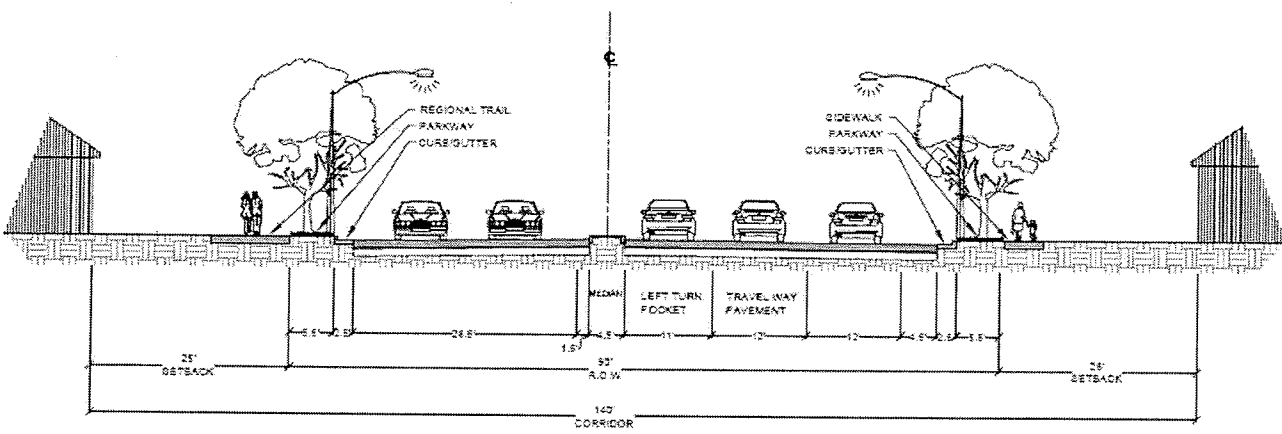 ℄
REGIONAL TRAIL
PARKWAY
CURB/GUTTER
SIDEWALK
PARKWAY
CURB/GUTTER
MEDIAN
LEFT TURN
POCKET
TRAVEL WAY
PAVEMENT
5.5' 2.5' 28.5' 4.5' 11' 12' 12' 4.5' 2.5' 5.5'
1.5'
25'
SETBACK
90'
R.O.W.
25'
SETBACK
140'
CORRIDOR